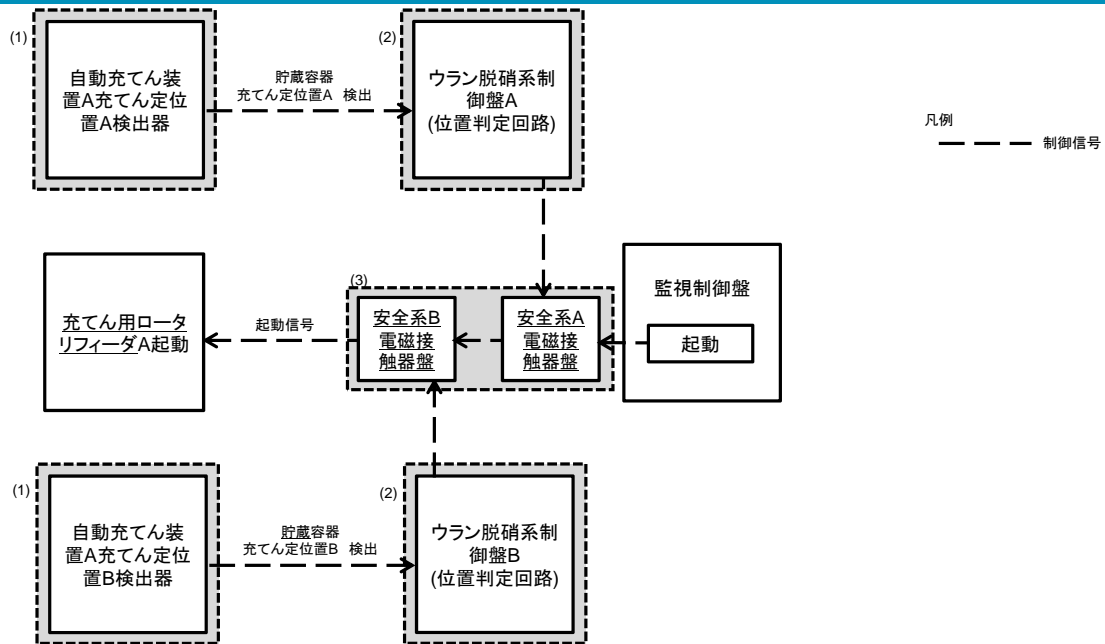 (1)
自動充てん装
置A充てん定位
置A検出器
貯蔵容器
充てん定位置A 検出
(2)
ウラン脱硝系制
御盤A
(位置判定回路)
凡例
制御信号
充てん用ロータ
リフィーダA起動
起動信号
(3)
安全系B
電磁接
触器盤
安全系A
電磁接
触器盤
監視制御盤
起動
(1)
自動充てん装
置A充てん定位
置B検出器
貯蔵容器
充てん定位置B 検出
(2)
ウラン脱硝系制
御盤B
(位置判定回路)